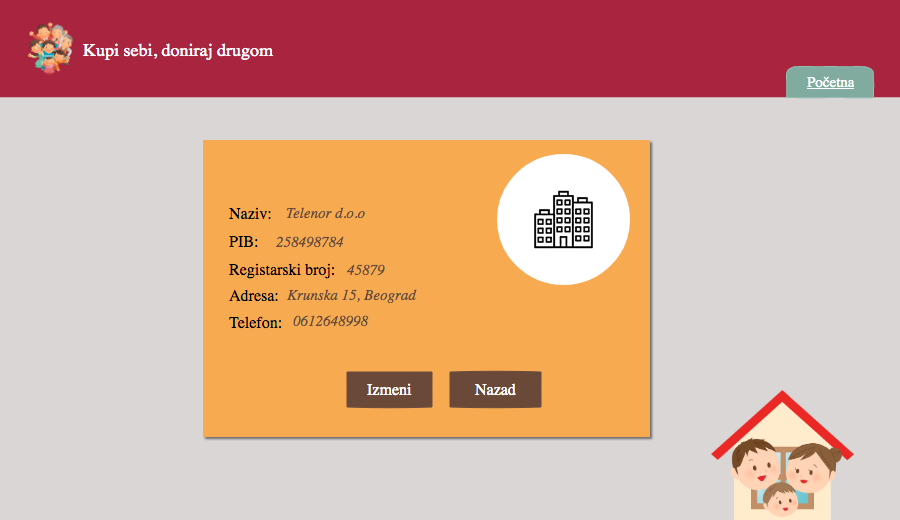 Kupi sebi, doniraj drugom
Početna
Naziv: Telenor d.o.o
PIB: 258498784
Registarski broj: 45879
Adresa: Krunska 15, Beograd
Telefon: 0612648998
Izmeni Nazad